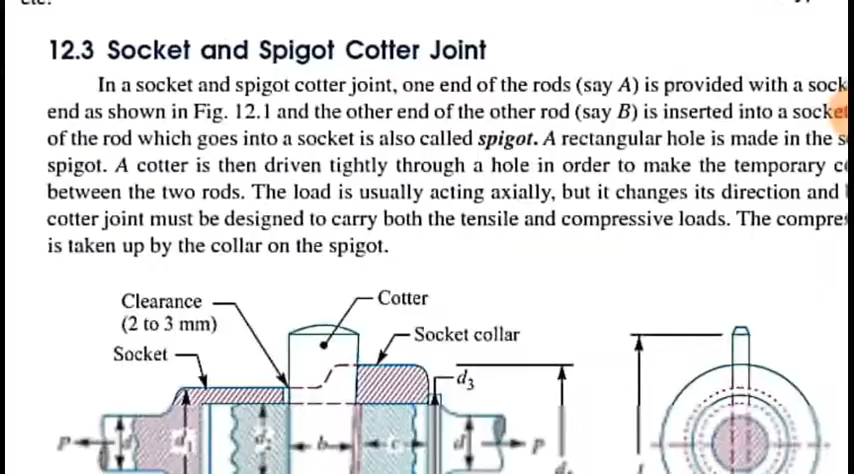 etc.
12.3 Socket and Spigot Cotter Joint
In a socket and spigot cotter joint, one end of the rods (say A) is provided with a sock
end as shown in Fig. 12.1 and the other end of the other rod (say B) is inserted into a socket
of the rod which goes into a socket is also called spigot. A rectangular hole is made in the s
spigot. A cotter is then driven tightly through a hole in order to make the temporary c
between the two rods. The load is usually acting axially, but it changes its direction and
cotter joint must be designed to carry both the tensile and compressive loads. The compres
is taken up by the collar on the spigot.
Clearance
(2 to 3 mm)
Cotter
Socket collar
Socket
d3
P d d1 d2 b c d P